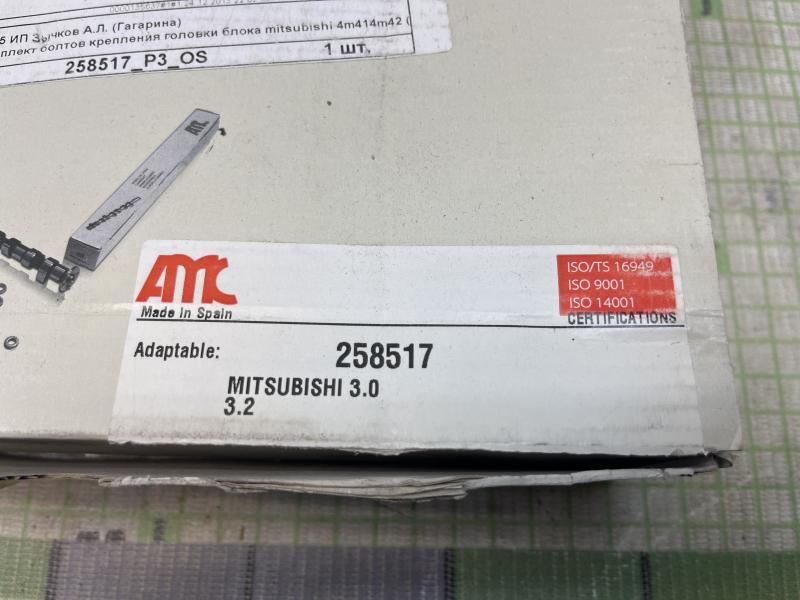 5 ИП Зычков А.Л. (Гагарина)
плект болтов крепления головки блока mitsubishi 4m414m42 (
1 шт.
258517_P3_OS
AMC
AMC
Made in Spain
ISO/TS 16949
ISO 9001
ISO 14001
CERTIFICATIONS
Adaptable:
258517
MITSUBISHI 3.0
3.2